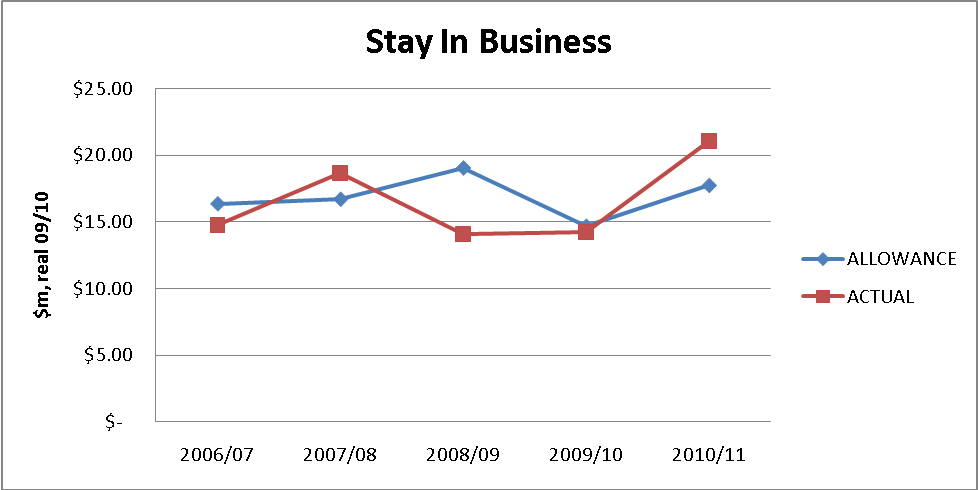 Stay In Business
$25.00
$20.00
$15.00
$10.00
$5.00
$-
$m, real 09/10
2006/07
2007/08
2008/09
2009/10
2010/11
ALLOWANCE
ACTUAL